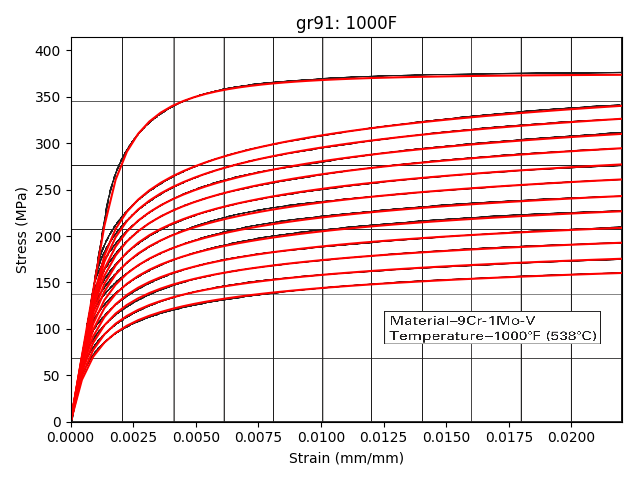 gr91: 1000F
400
350
300
250
200
150
100
50
0
Stress (MPa)
Material–9Cr-1Mo-V
Temperature–1000°F (538°C)
0.0000 0.0025 0.0050 0.0075 0.0100 0.0125 0.0150 0.0175 0.0200
Strain (mm/mm)